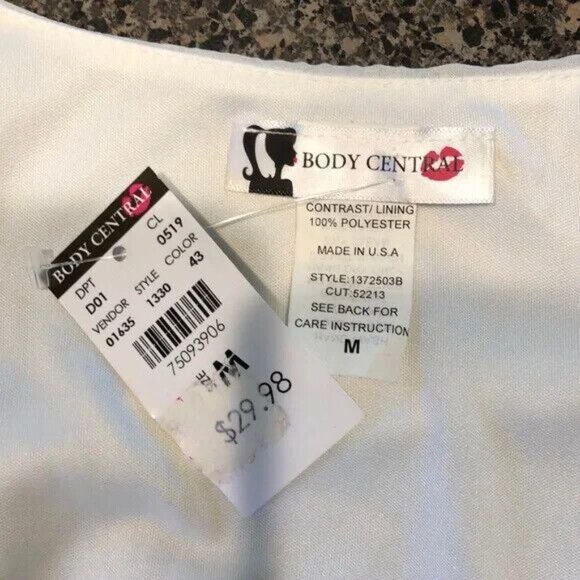 BODY CENTRAL
CONTRAST/ LINING
100% POLYESTER
MADE IN U.S.A
STYLE:1372503B
CUT:52213
SEE BACK FOR
CARE INSTRUCTION
M
BODY CENTRAL
DPT CL
D01 0519
VENDOR STYLE COLOR
01635 1330 43
75093906
SIZE M
$29.98